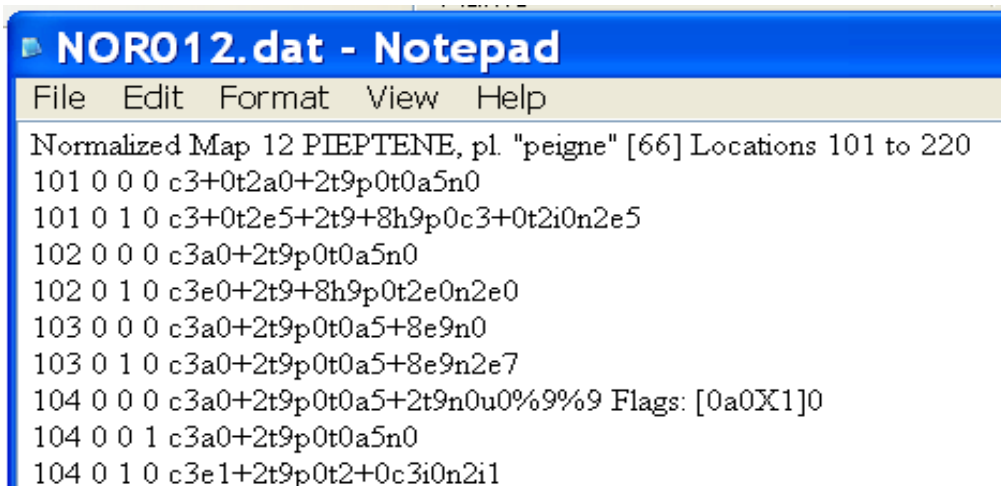 NOR012.dat - Notepad
File Edit Format View Help
Normalized Map 12 PIEPTENE, pl. "peigne" [66] Locations 101 to 220
101 0 0 0 c3+0t2a0+2t9p0t0a5n0
101 0 1 0 c3+0t2e5+2t9+8h9p0c3+0t2i0n2e5
102 0 0 0 c3a0+2t9p0t0a5n0
102 0 1 0 c3e0+2t9+8h9p0t2e0n2e0
103 0 0 0 c3a0+2t9p0t0a5+8e9n0
103 0 1 0 c3a0+2t9p0t0a5+8e9n2e7
104 0 0 0 c3a0+2t9p0t0a5+2t9n0u0%9%9 Flags: [0a0X1]0
104 0 0 1 c3a0+2t9p0t0a5n0
104 0 1 0 c3e1+2t9p0t2+0c3i0n2i1